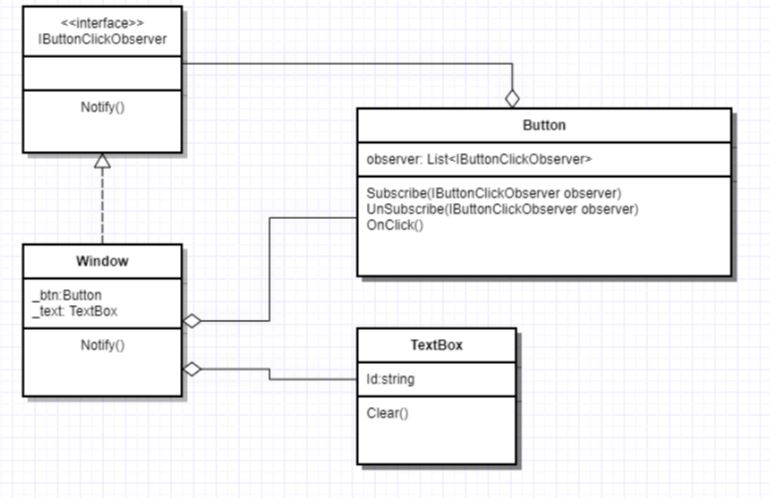 <<interface>>
IButtonClickObserver
Notify()
Button
observer: List<IButtonClickObserver>
Subscribe(IButtonClickObserver observer)
UnSubscribe(IButtonClickObserver observer)
OnClick()
Window
_btn:Button
_text: TextBox
Notify()
TextBox
Id:string
Clear()